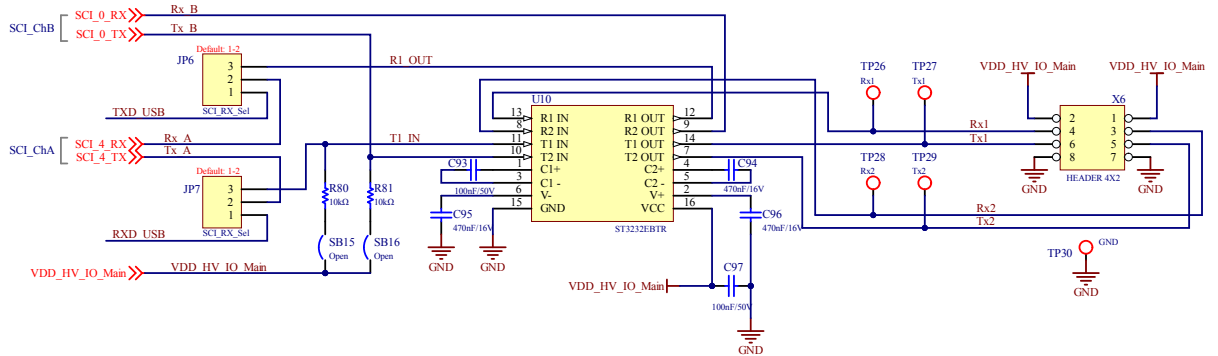 SCI_ChB
SCI_0_RX
Rx_B
SCI_0_TX
Tx_B
JP6
Default: 1-2
3
2
1
SCI_RX_Sel
R1_OUT
TXD_USB
SCI_ChA
SCI_4_RX
Rx_A
SCI_4_TX
Tx_A
JP7
Default: 1-2
3
2
1
SCI_RX_Sel
RXD_USB
T1_IN
R80
10kΩ
R81
10kΩ
SB15
Open
SB16
Open
VDD_HV_IO_Main
VDD_HV_IO_Main
U10
13
R1 IN
R1 OUT
12
8
R2 IN
R2 OUT
9
11
T1 IN
T1 OUT
14
10
T2 IN
T2 OUT
7
1
C1+
C2+
4
3
C1 -
C2 -
5
6
V-
V+
2
15
GND
VCC
16
ST3232EBTR
C93
100nF/50V
C94
470nF/16V
C95
470nF/16V
GND
GND
C96
470nF/16V
C97
100nF/50V
VDD_HV_IO_Main
GND
TP26
Rx1
TP27
Tx1
Rx1
Tx1
TP28
Rx2
TP29
Tx2
Rx2
Tx2
VDD_HV_IO_Main
VDD_HV_IO_Main
X6
2
1
4
3
6
5
8
7
HEADER 4X2
GND
GND
TP30
GND
GND